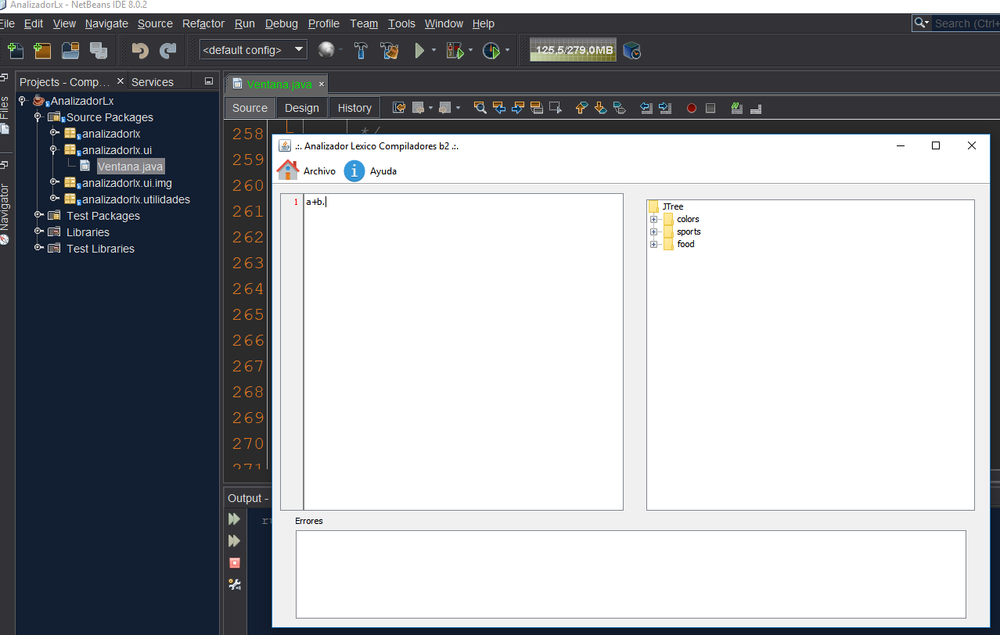 AnalizadorLx - NetBeans IDE 8.0.2
File Edit View Navigate Source Refactor Run Debug Profile Team Tools Window Help
Search (Ctrl+
<default config>
125,5/279,0MB
Projects - Comp... × Services
Files
Navigator
AnalizadorLx
Source Packages
analizadorlx
analizadorlx.ui
Ventana.java
analizadorlx.ui.img
analizadorlx.utilidades
Test Packages
Libraries
Test Libraries
Ventana.java ×
Source Design History
258 */
259
260
261
262
263
264
265
266
267
268
269
270
271
.:. Analizador Lexico Compiladores b2 .:.
Archivo Ayuda
1 a+b.
JTree
colors
sports
food
Errores
Output -